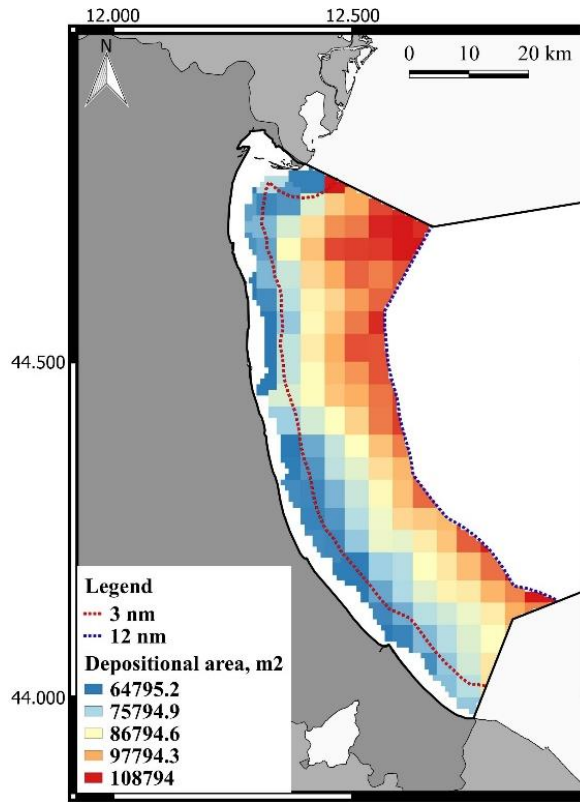 12.000 12.500
N
0 10 20 km
44.500
44.000
Legend
3 nm
12 nm
Depositional area, m2
64795.2
75794.9
86794.6
97794.3
108794